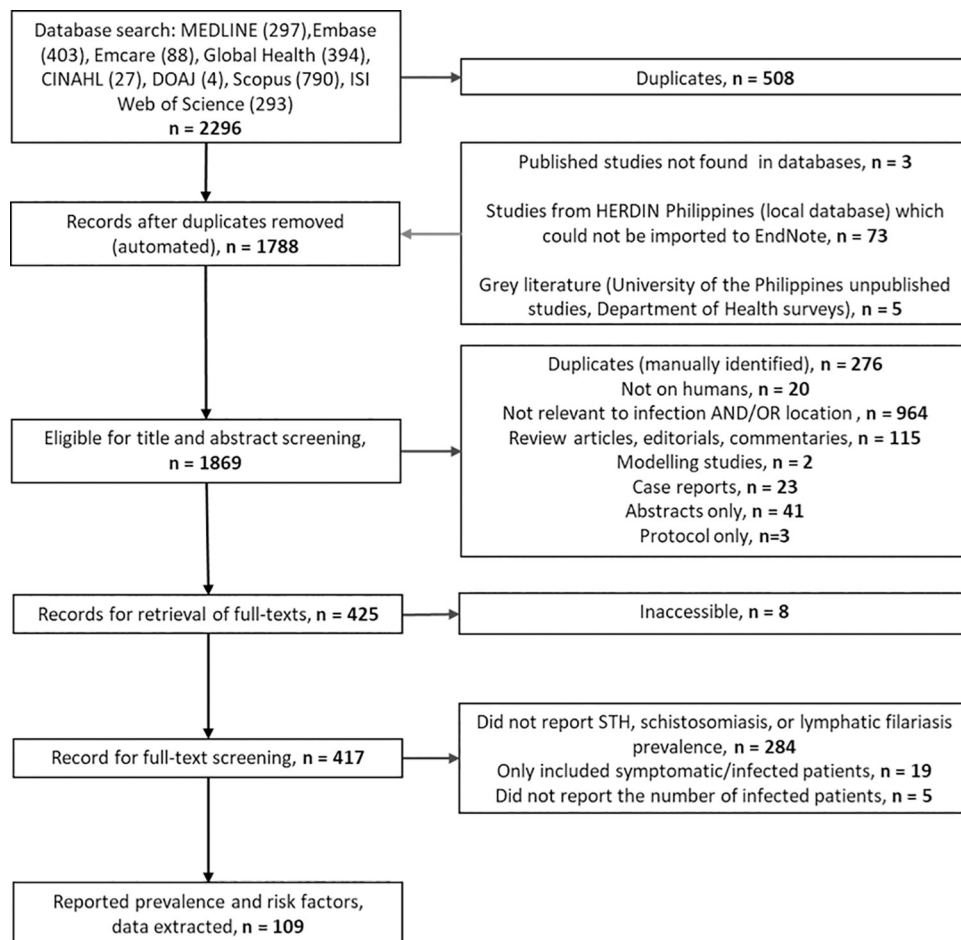 Database search: MEDLINE (297),Embase
(403), Emcare (88), Global Health (394),
CINAHL (27), DOAJ (4), Scopus (790), ISI
Web of Science (293)
n = 2296
Duplicates, n = 508
Published studies not found in databases, n = 3
Studies from HERDIN Philippines (local database) which
could not be imported to EndNote, n = 73
Grey literature (University of the Philippines unpublished
studies, Department of Health surveys), n = 5
Records after duplicates removed
(automated), n = 1788
Eligible for title and abstract screening,
n = 1869
Duplicates (manually identified), n = 276
Not on humans, n = 20
Not relevant to infection AND/OR location , n = 964
Review articles, editorials, commentaries, n = 115
Modelling studies, n = 2
Case reports, n = 23
Abstracts only, n = 41
Protocol only, n=3
Records for retrieval of full-texts, n = 425
Inaccessible, n = 8
Record for full-text screening, n = 417
Did not report STH, schistosomiasis, or lymphatic filariasis
prevalence, n = 284
Only included symptomatic/infected patients, n = 19
Did not report the number of infected patients, n = 5
Reported prevalence and risk factors,
data extracted, n = 109